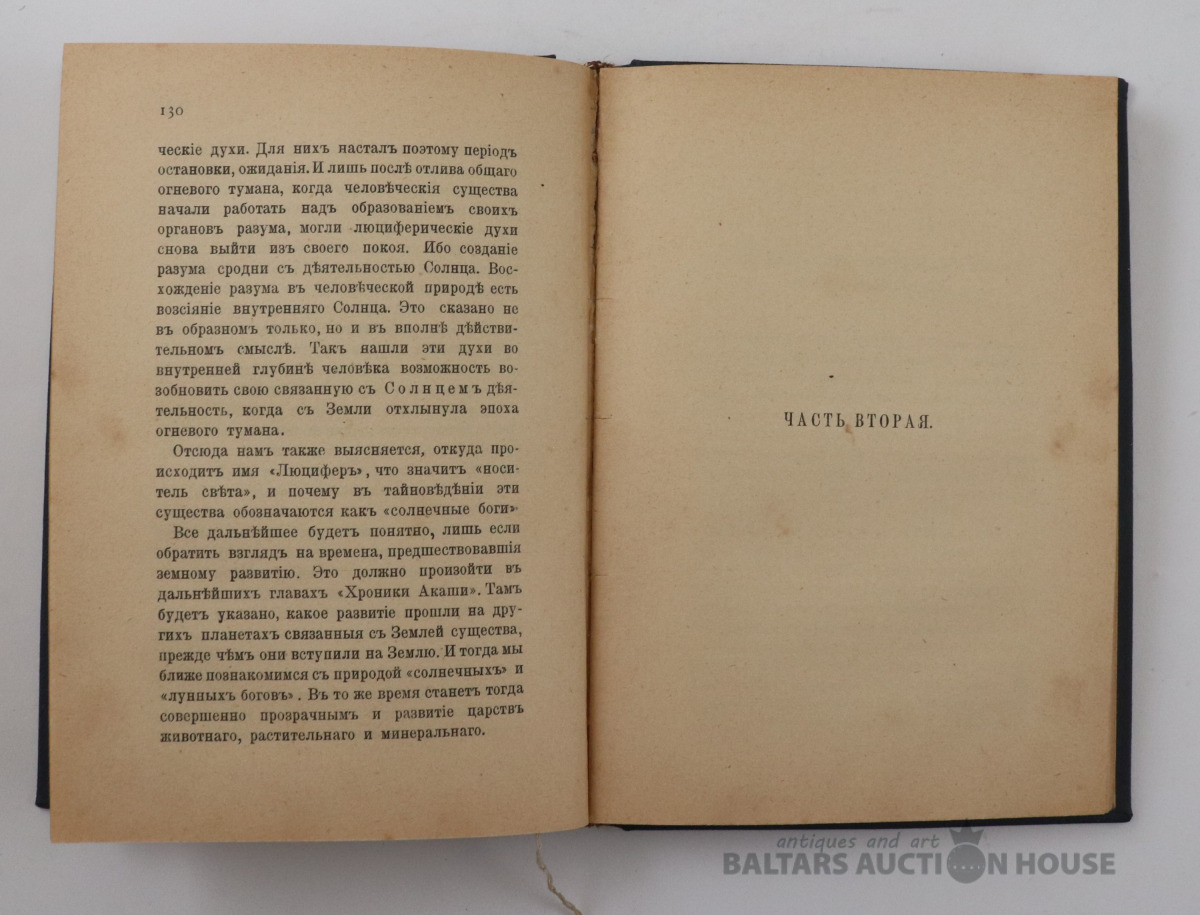 130
ческіе духи. Для нихъ насталъ поэтому періодъ
остановки, ожиданія. И лишь послѣ отлива общаго
огневого тумана, когда человѣческія существа
начали работать надъ образованіемъ своихъ
органовъ разума, могли люциферическіе духи
снова выйти изъ своего покоя. Ибо созданіе
разума сродни съ дѣятельностью Солнца. Вос-
хожденіе разума въ человѣческой природѣ есть
возсіяніе внутренняго Солнца. Это сказано не
въ образномъ только, но и въ вполнѣ дѣйстви-
тельномъ смыслѣ. Такъ нашли эти духи во
внутренней глубинѣ человѣка возможность во-
зобновить свою связанную съ Солнцемъ дѣя-
тельность, когда съ Земли отхлынула эпоха
огневого тумана.
Отсюда намъ также выясняется, откуда про-
исходитъ имя «Люциферъ», что значитъ «носи-
тель свѣта», и почему въ тайновѣдѣніи эти
существа обозначаются какъ «солнечные боги»
Все дальнѣйшее будетъ понятно, лишь если
обратить взглядъ на времена, предшествовавшія
земному развитію. Это должно произойти въ
дальнѣйшихъ главахъ «Хроники Акаши». Тамъ
будетъ указано, какое развитіе прошли на дру-
гихъ планетахъ связанныя съ Землей существа,
прежде чѣмъ они вступили на Землю. И тогда мы
ближе познакомимся съ природой «солнечныхъ» и
«лунныхъ боговъ». Въ то же время станетъ тогда
совершенно прозрачнымъ и развитіе царствъ
животнаго, растительнаго и минеральнаго.
ЧАСТЬ ВТОРАЯ.
antiques and art
BALTARS AUCTION HOUSE